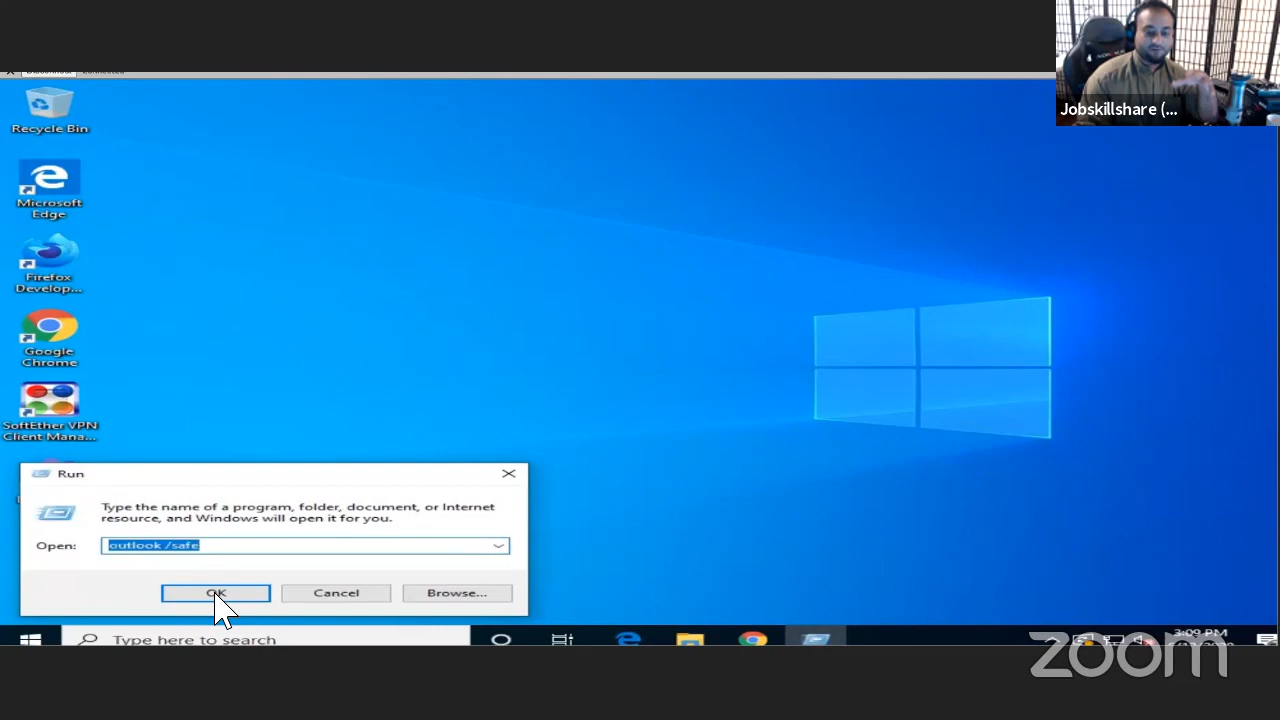 Jobskillshare (...
Recycle Bin
Microsoft
Edge
Firefox
Develop...
Google
Chrome
SoftEther VPN
Client Mana...
Run
Type the name of a program, folder, document, or Internet
resource, and Windows will open it for you.
Open:
outlook /safe
OK
Cancel
Browse...
Type here to search
3:09 PM
zoom